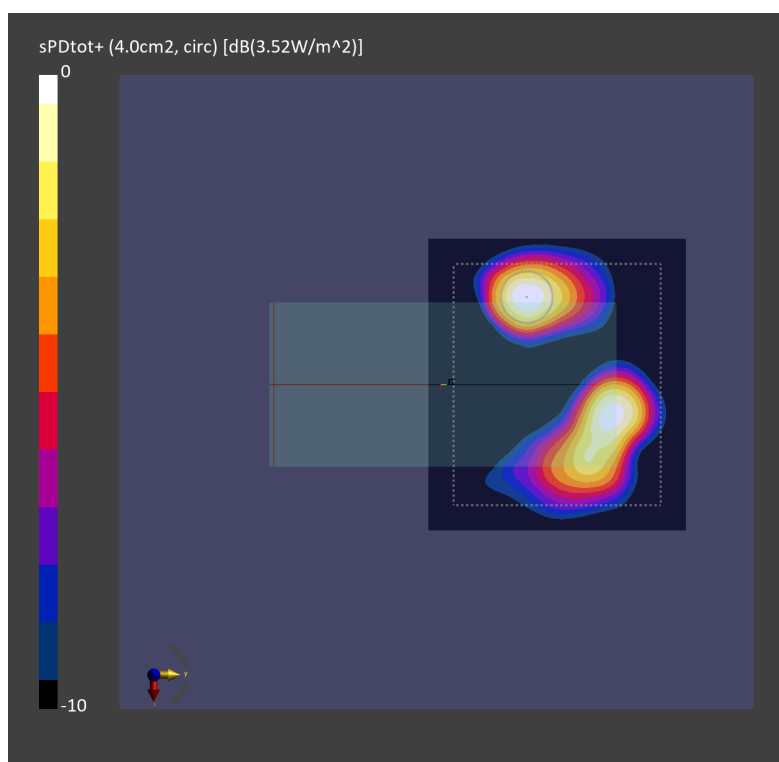 sPDtot+ (4.0cm2, circ) [dB(3.52W/m^2)]
0
-10
y